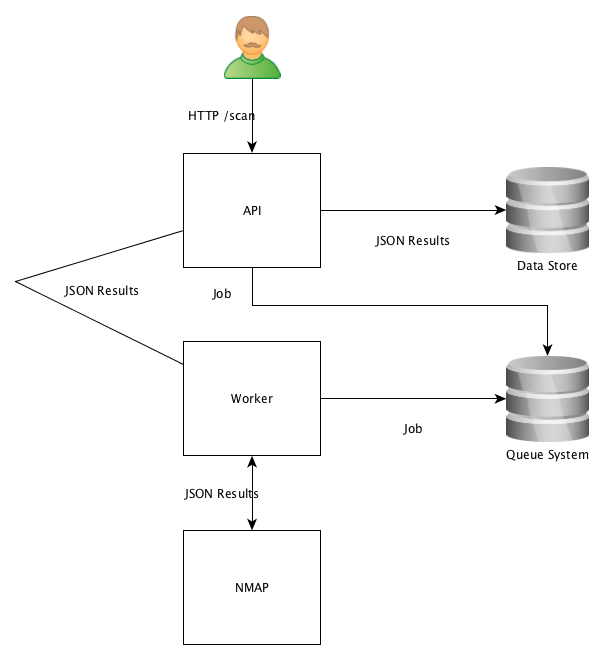 HTTP /scan
API
JSON Results
Data Store
JSON Results
Job
Worker
Job
Queue System
JSON Results
NMAP